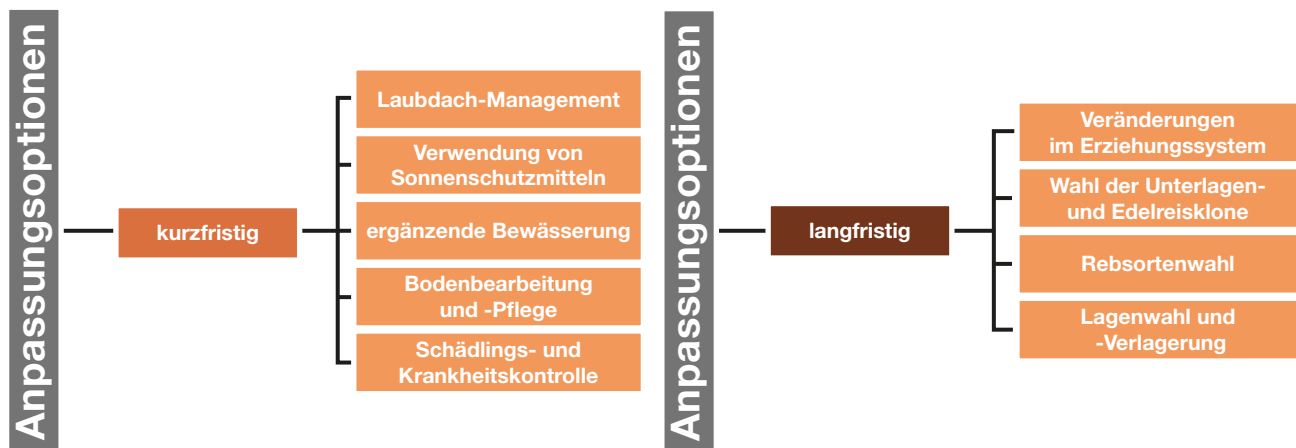 Anpassungsoptionen
kurzfristig
Laubdach-Management
Verwendung von
Sonnenschutzmitteln
ergänzende Bewässerung
Bodenbearbeitung
und -Pflege
Schädlings- und
Krankheitskontrolle
Anpassungsoptionen
langfristig
Veränderungen
im Erziehungssystem
Wahl der Unterlagen-
und Edelreisklone
Rebsortenwahl
Lagenwahl und
-Verlagerung